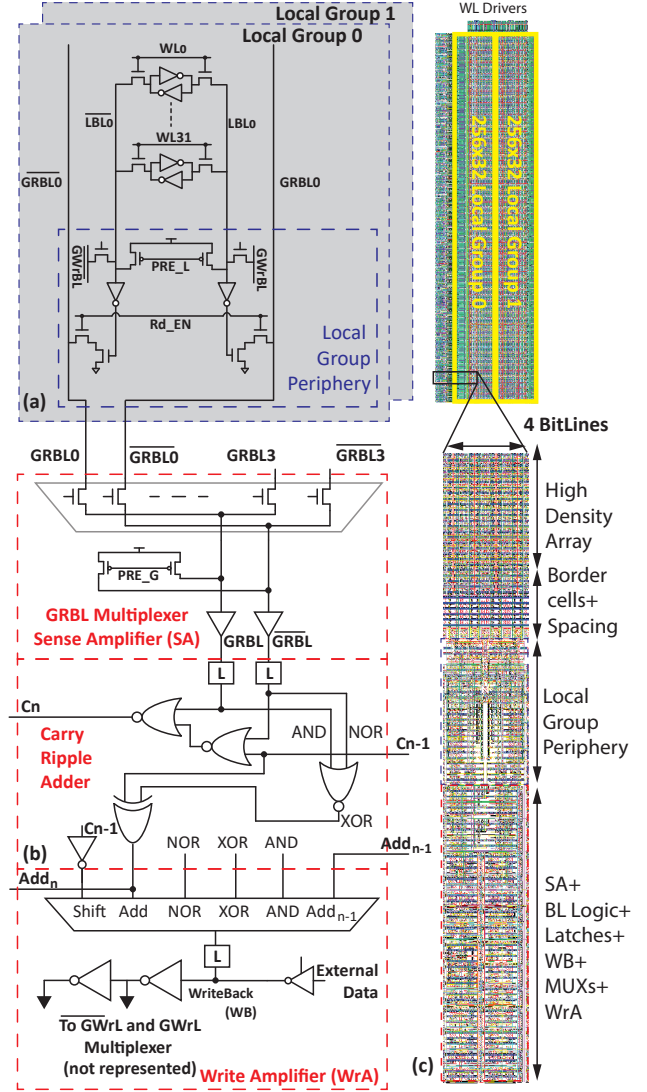 Local Group 1
Local Group 0
WL0
LBL0
LBL0
WL31
GRBL0
GRBL0
GWrBL
PRE_L
GWrBL
Rd_EN
Local
Group
Periphery
(a)
GRBL0
GRBL0
GRBL3
GRBL3
PRE_G
GRBL Multiplexer
Sense Amplifier (SA)
GRBL
GRBL
L
L
Cn
Carry
Ripple
Adder
AND
NOR
Cn-1
XOR
Cn-1
(b)
NOR
XOR
AND
Addn-1
Addn
Shift
Add
NOR
XOR
AND
Addn-1
L
WriteBack
(WB)
External
Data
To GWrL and GWrL
Multiplexer
(not represented)
Write Amplifier (WrA)
WL Drivers
256x32 Local Group 0
256x32 Local Group 1
4 BitLines
High
Density
Array
Border
cells+
Spacing
Local
Group
Periphery
SA+
BL Logic+
Latches+
WB+
MUXs+
WrA
(c)